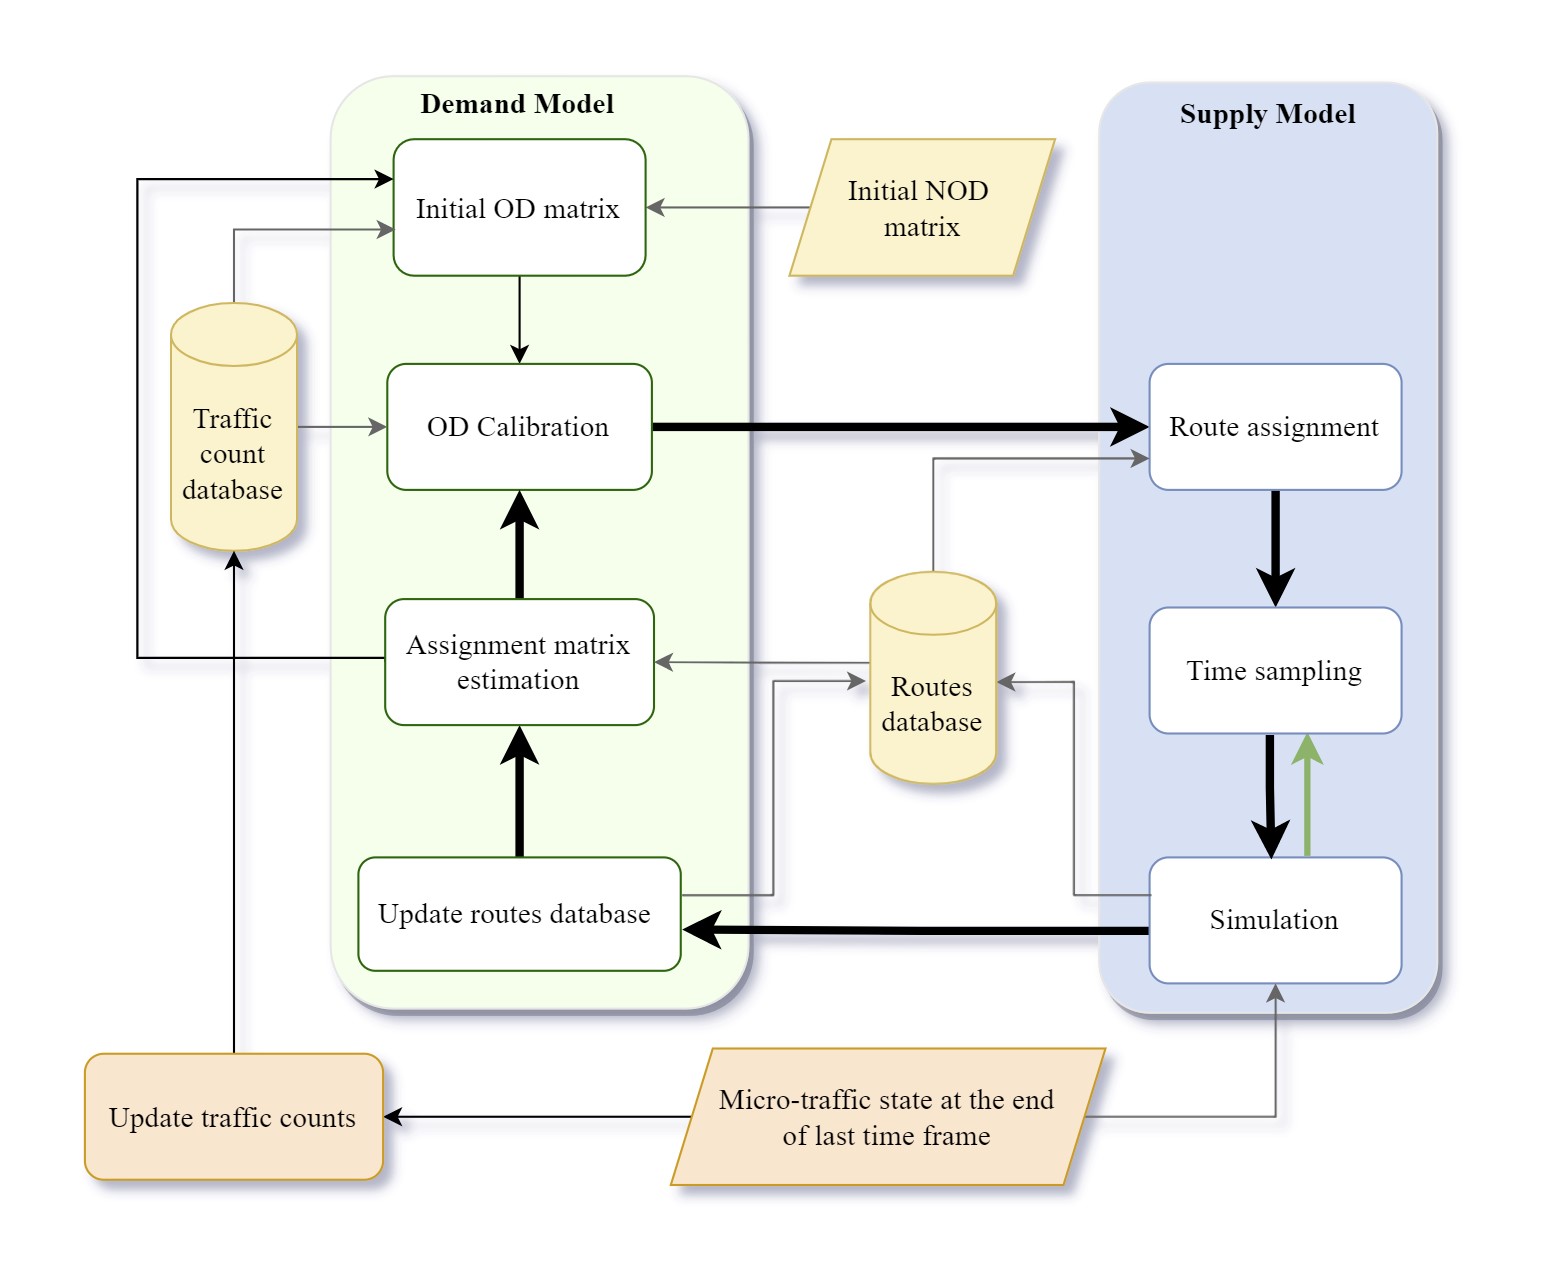 Demand Model
Supply Model
Initial OD matrix
Initial NOD
matrix
Traffic
count
database
OD Calibration
Route assignment
Assignment matrix
estimation
Routes
database
Time sampling
Update routes database
Simulation
Update traffic counts
Micro-traffic state at the end
of last time frame